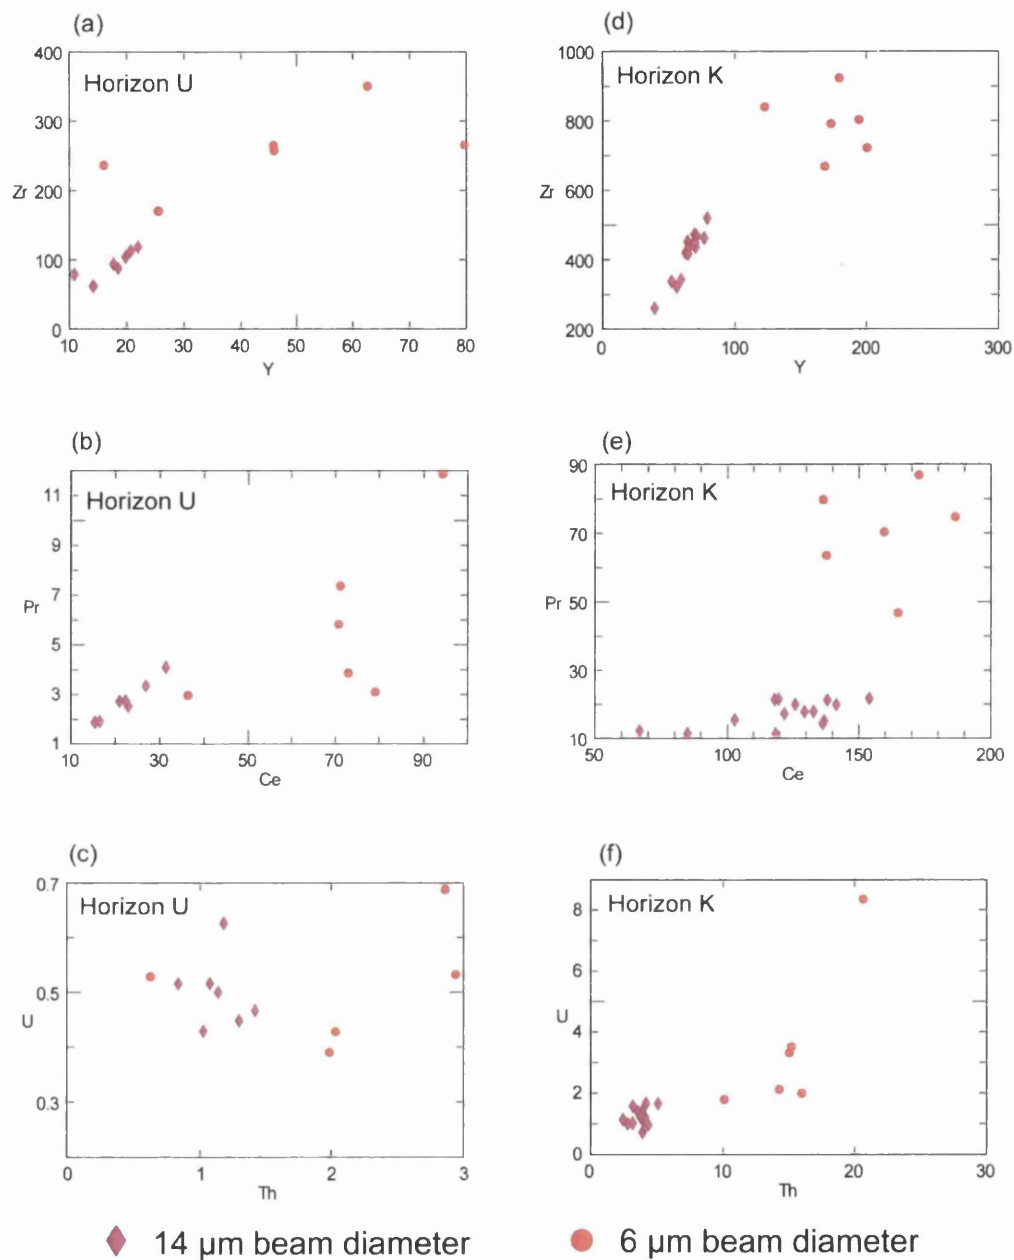 (a)
Horizon U
400
300
Zr 200
100
0
10 20 30 40 50 60 70 80
Y
(d)
Horizon K
1000
800
Zr 600
400
200
0 100 200 300
Y
(b)
Horizon U
11
9
7
Pr
5
3
1
10 30 50 70 90
Ce
(e)
Horizon K
90
70
Pr 50
30
10
50 100 150 200
Ce
(c)
Horizon U
0.7
0.5
U
0.3
0 1 2 3
Th
(f)
Horizon K
8
6
U
4
2
0
0 10 20 30
Th
14 µm beam diameter
6 µm beam diameter